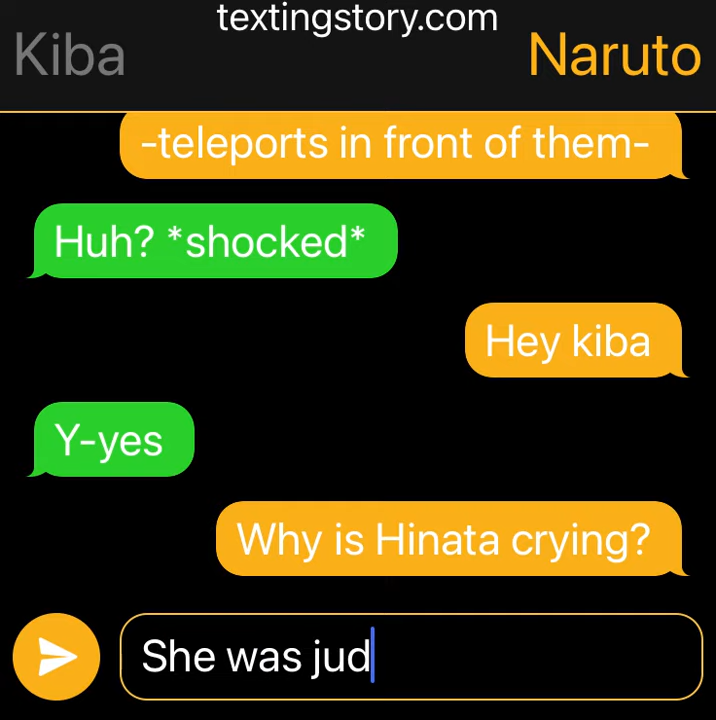 textingstory.com
Kiba
Naruto
-teleports in front of them-
Huh? *shocked*
Hey kiba
Y-yes
Why is Hinata crying?
She was jud